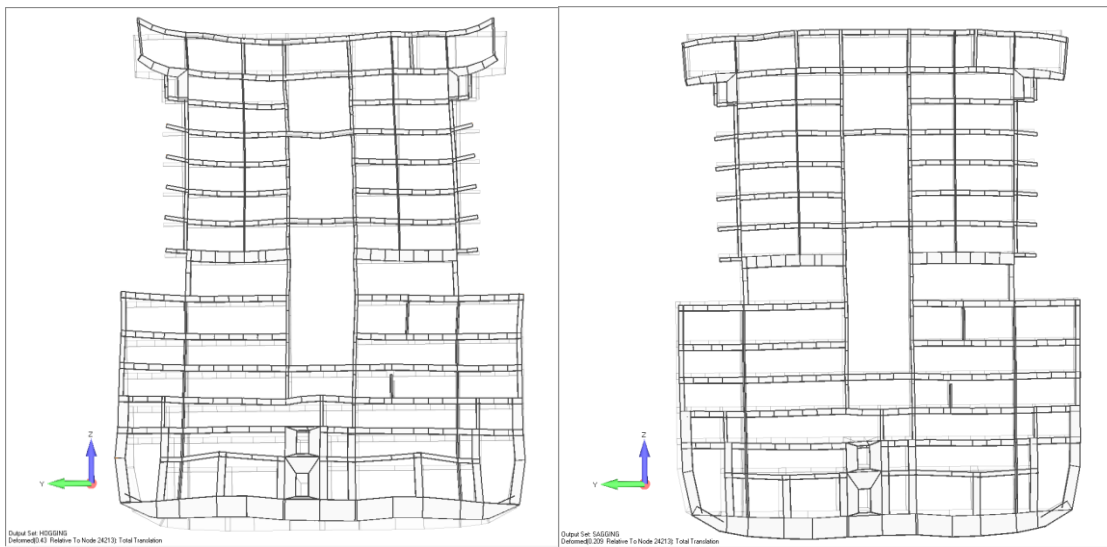 Z
Y
Output Set: HOGGING
Deformed(0.43 Relative To Node 24213): Total Translation
Z
Y
Output Set: SAGGING
Deformed(0.209 Relative To Node 24213): Total Translation